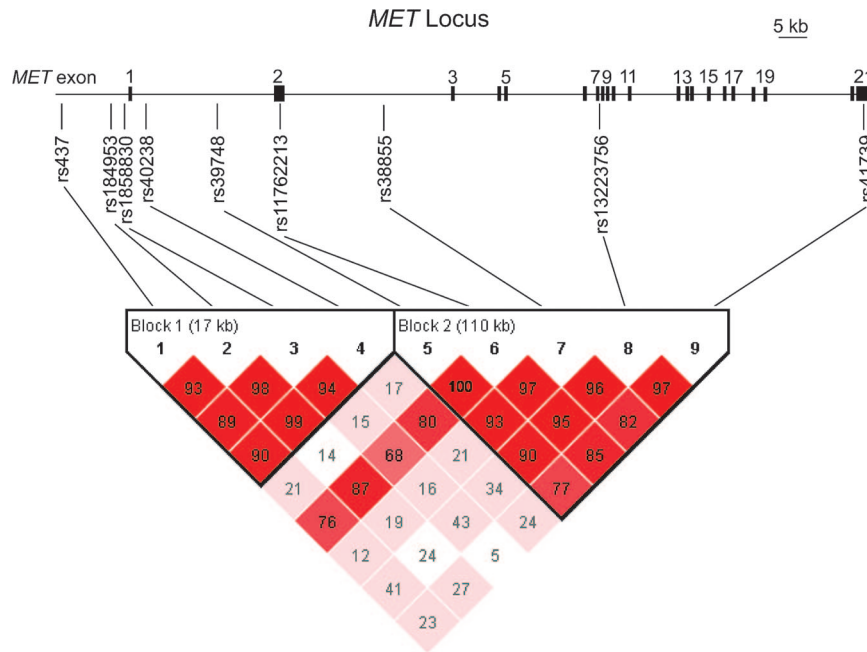 MET Locus
5 kb
MET exon 1 2 3 5 7 9 11 13 15 17 19 21
rs437
rs184953
rs1858830
rs40238
rs39748
rs11762213
rs38855
rs13223756
rs41739
Block 1 (17 kb) Block 2 (110 kb)
1 2 3 4 5 6 7 8 9
93 98 94 17 100 97 96 97
89 99 15 80 93 95 82
90 14 68 21 90 85
21 87 16 34 77
76 19 43 24
12 24 5
41 27
23